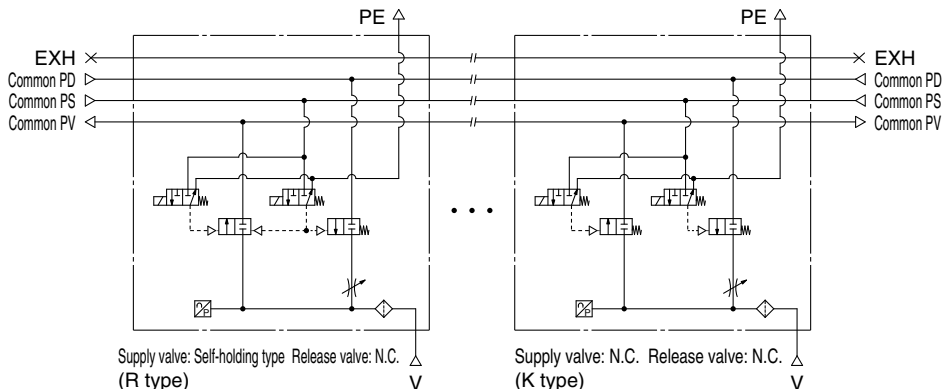 PE
PE
EXH
EXH
Common PD
Common PD
Common PS
Common PS
Common PV
Common PV
P
P
Supply valve: Self-holding type Release valve: N.C.
(R type)
V
Supply valve: N.C. Release valve: N.C.
(K type)
V